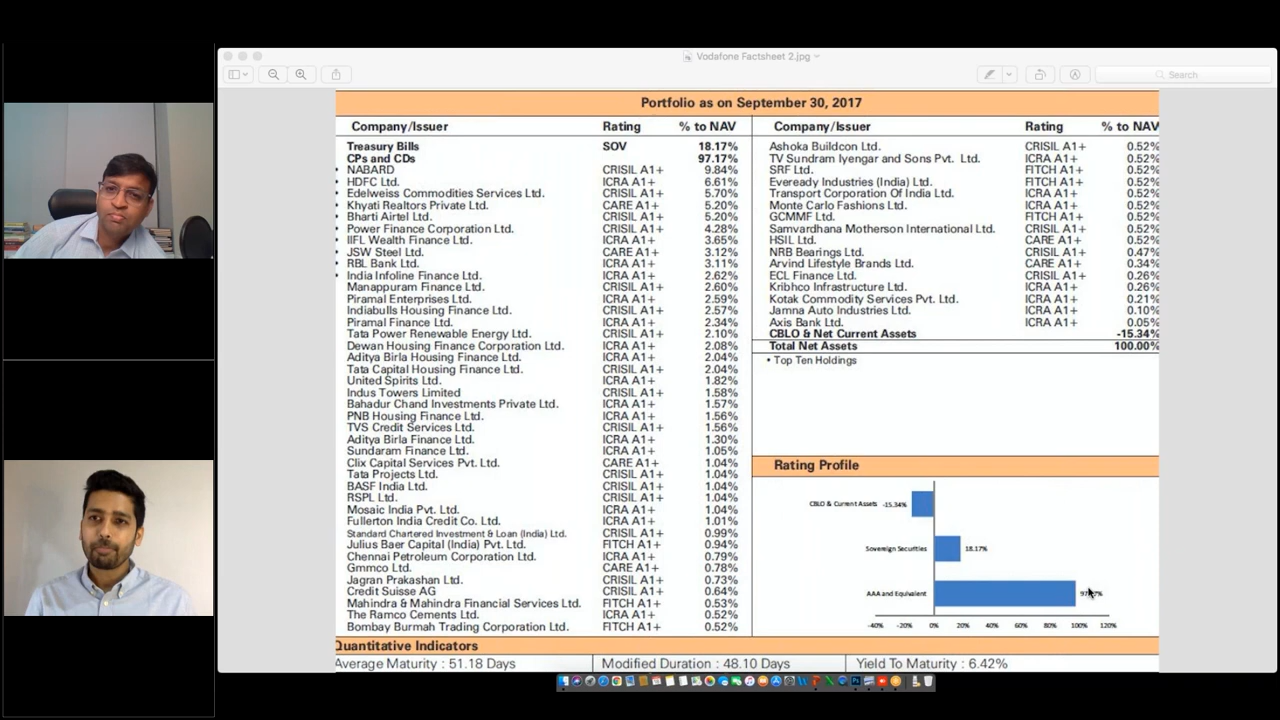 Vodafone Factsheet 2.jpg
Search
Portfolio as on September 30, 2017
Company/Issuer Rating % to NAV
Treasury Bills SOV 18.17%
CPs and CDs 97.17%
• NABARD CRISIL A1+ 9.84%
• HDFC Ltd. ICRA A1+ 6.61%
• Edelweiss Commodities Services Ltd. CRISIL A1+ 5.70%
• Khyati Realtors Private Ltd. CARE A1+ 5.20%
• Bharti Airtel Ltd. CRISIL A1+ 5.20%
• Power Finance Corporation Ltd. CRISIL A1+ 4.28%
• IIFL Wealth Finance Ltd. ICRA A1+ 3.65%
• JSW Steel Ltd. CARE A1+ 3.12%
• RBL Bank Ltd. ICRA A1+ 3.11%
• India Infoline Finance Ltd. ICRA A1+ 2.62%
Manappuram Finance Ltd. CRISIL A1+ 2.60%
Piramal Enterprises Ltd. ICRA A1+ 2.59%
Indiabulls Housing Finance Ltd. CRISIL A1+ 2.57%
Piramal Finance Ltd. ICRA A1+ 2.34%
Tata Power Renewable Energy Ltd. CRISIL A1+ 2.10%
Dewan Housing Finance Corporation Ltd. ICRA A1+ 2.08%
Aditya Birla Housing Finance Ltd. ICRA A1+ 2.04%
Tata Capital Housing Finance Ltd. CRISIL A1+ 2.04%
United Spirits Ltd. ICRA A1+ 1.82%
Indus Towers Limited CRISIL A1+ 1.58%
Bahadur Chand Investments Private Ltd. ICRA A1+ 1.57%
PNB Housing Finance Ltd. CRISIL A1+ 1.56%
TVS Credit Services Ltd. CRISIL A1+ 1.56%
Aditya Birla Finance Ltd. ICRA A1+ 1.30%
Sundaram Finance Ltd. ICRA A1+ 1.05%
Clix Capital Services Pvt. Ltd. CARE A1+ 1.04%
Tata Projects Ltd. CRISIL A1+ 1.04%
BASF India Ltd. CRISIL A1+ 1.04%
RSPL Ltd. CRISIL A1+ 1.04%
Mosaic India Pvt. Ltd. ICRA A1+ 1.04%
Fullerton India Credit Co. Ltd. ICRA A1+ 1.01%
Standard Chartered Investment & Loan (India) Ltd. CRISIL A1+ 0.99%
Julius Baer Capital (India) Pvt. Ltd. FITCH A1+ 0.94%
Chennai Petroleum Corporation Ltd. ICRA A1+ 0.79%
Gmmco Ltd. CARE A1+ 0.78%
Jagran Prakashan Ltd. CRISIL A1+ 0.73%
Credit Suisse AG CRISIL A1+ 0.64%
Mahindra & Mahindra Financial Services Ltd. FITCH A1+ 0.53%
The Ramco Cements Ltd. ICRA A1+ 0.52%
Bombay Burmah Trading Corporation Ltd. FITCH A1+ 0.52%
Company/Issuer Rating % to NAV
Ashoka Buildcon Ltd. CRISIL A1+ 0.52%
TV Sundram Iyengar and Sons Pvt. Ltd. ICRA A1+ 0.52%
SRF Ltd. FITCH A1+ 0.52%
Eveready Industries (India) Ltd. FITCH A1+ 0.52%
Transport Corporation Of India Ltd. ICRA A1+ 0.52%
Monte Carlo Fashions Ltd. ICRA A1+ 0.52%
GCMMF Ltd. FITCH A1+ 0.52%
Samvardhana Motherson International Ltd. CRISIL A1+ 0.52%
HSIL Ltd. CARE A1+ 0.52%
NRB Bearings Ltd. CRISIL A1+ 0.47%
Arvind Lifestyle Brands Ltd. CARE A1+ 0.34%
ECL Finance Ltd. CRISIL A1+ 0.26%
Kribhco Infrastructure Ltd. ICRA A1+ 0.26%
Kotak Commodity Services Pvt. Ltd. ICRA A1+ 0.21%
Jamna Auto Industries Ltd. ICRA A1+ 0.10%
Axis Bank Ltd. ICRA A1+ 0.05%
CBLO & Net Current Assets -15.34%
Total Net Assets 100.00%
• Top Ten Holdings
Rating Profile
CBLO & Current Assets -15.34%
Sovereign Securities 18.17%
AAA and Equivalent
-40% -20% 0% 20% 40% 60% 80% 100% 120%
Quantitative Indicators
Average Maturity : 51.18 Days Modified Duration : 48.10 Days Yield To Maturity : 6.42%